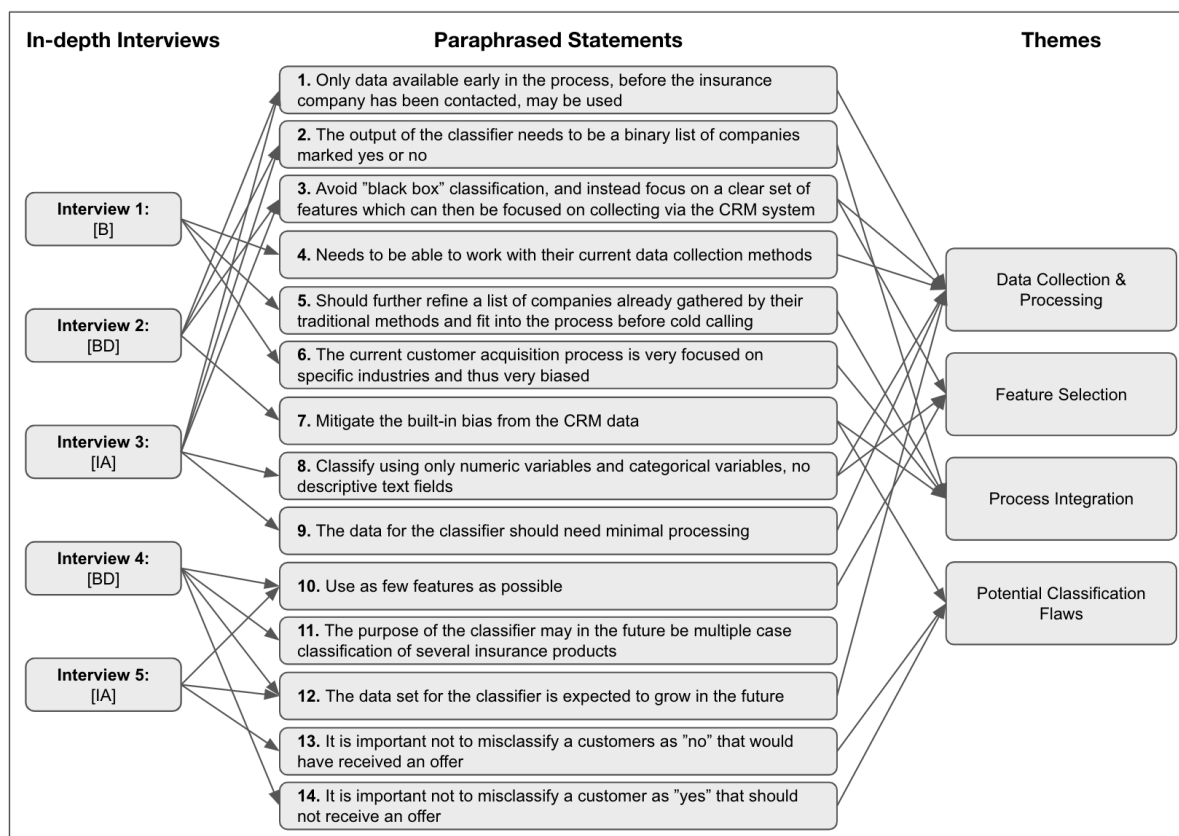 In-depth Interviews
Paraphrased Statements
Themes
Interview 1:
[B]
Interview 2:
[BD]
Interview 3:
[IA]
Interview 4:
[BD]
Interview 5:
[IA]
1. Only data available early in the process, before the insurance
company has been contacted, may be used
2. The output of the classifier needs to be a binary list of companies
marked yes or no
3. Avoid ”black box” classification, and instead focus on a clear set of
features which can then be focused on collecting via the CRM system
4. Needs to be able to work with their current data collection methods
5. Should further refine a list of companies already gathered by their
traditional methods and fit into the process before cold calling
6. The current customer acquisition process is very focused on
specific industries and thus very biased
7. Mitigate the built-in bias from the CRM data
8. Classify using only numeric variables and categorical variables, no
descriptive text fields
9. The data for the classifier should need minimal processing
10. Use as few features as possible
11. The purpose of the classifier may in the future be multiple case
classification of several insurance products
12. The data set for the classifier is expected to grow in the future
13. It is important not to misclassify a customers as ”no” that would
have received an offer
14. It is important not to misclassify a customer as ”yes” that should
not receive an offer
Data Collection &
Processing
Feature Selection
Process Integration
Potential Classification
Flaws